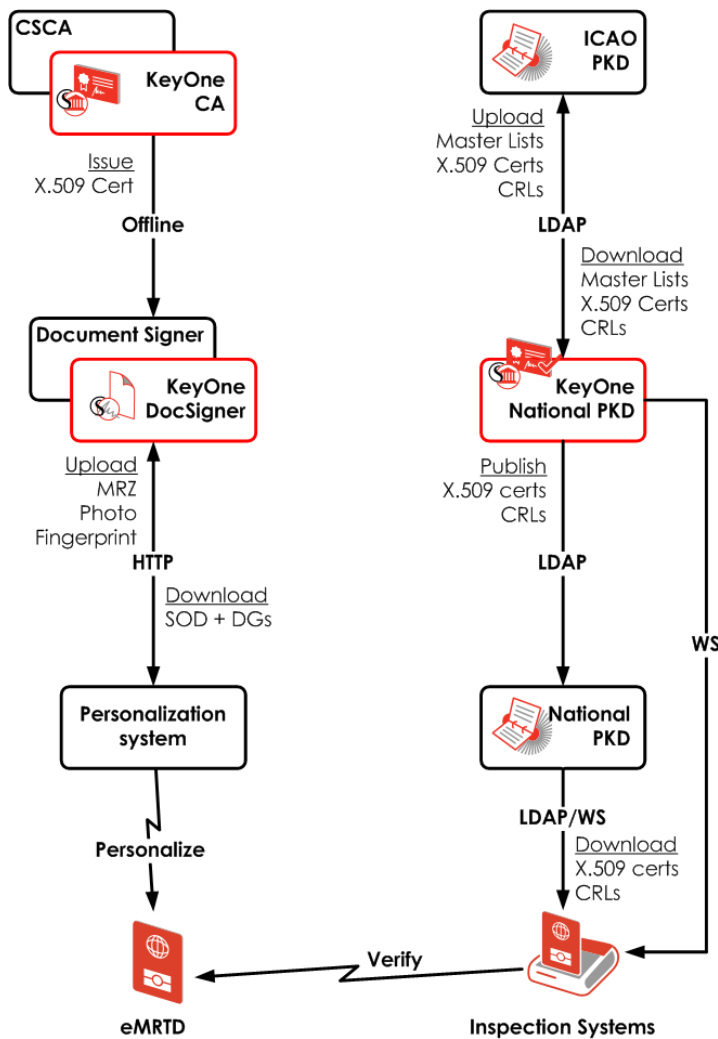 CSCA
KeyOne
CA
Issue
X.509 Cert
Offline
Document Signer
KeyOne
DocSigner
Upload
MRZ
Photo
Fingerprint
HTTP
Download
SOD + DGs
Personalization
system
Personalize
eMRTD
ICAO
PKD
Upload
Master Lists
X.509 Certs
CRLs
LDAP
Download
Master Lists
X.509 Certs
CRLs
KeyOne
National PKD
Publish
X.509 certs
CRLs
LDAP
WS
National
PKD
LDAP/WS
Download
X.509 certs
CRLs
Verify
Inspection Systems